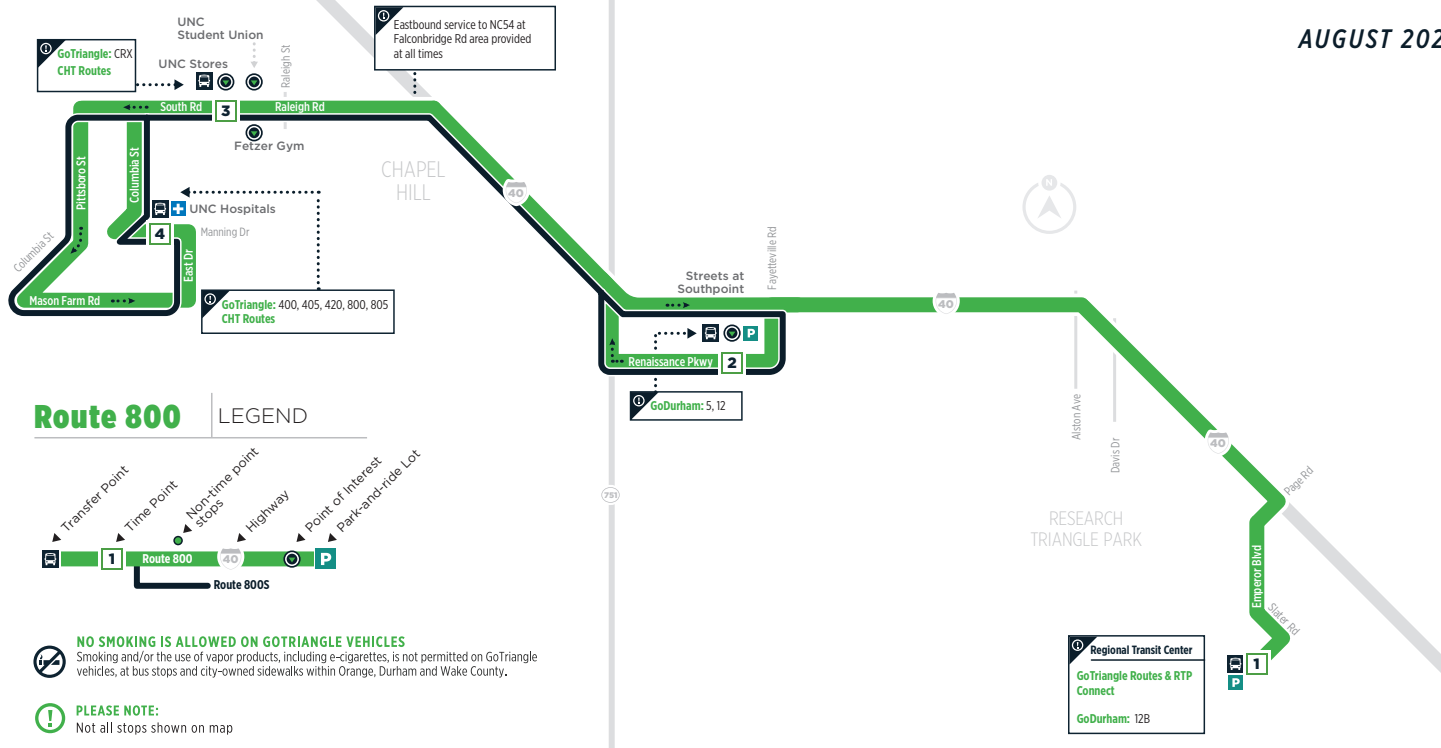 AUGUST 202
UNC
Student Union
UNC Stores
Raleigh St
GoTriangle: CRX
CHT Routes
Eastbound service to NC54 at
Falconbridge Rd area provided
at all times
South Rd
3
Raleigh Rd
Fetzer Gym
CHAPEL
HILL
40
N
Pittsboro St
Columbia St
UNC Hospitals
4
Manning Dr
Columbia St
East Dr
Mason Farm Rd
GoTriangle: 400, 405, 420, 800, 805
CHT Routes
Streets at
Southpoint
Fayetteville Rd
40
P
Renaissance Pkwy
2
GoDurham: 5, 12
Alston Ave
Davis Dr
40
Page Rd
751
RESEARCH
TRIANGLE PARK
Emperor Blvd
Slater Rd
1
P
Regional Transit Center
GoTriangle Routes & RTP
Connect
GoDurham: 12B
Route 800
LEGEND
Transfer Point
Time Point
Non-time point
stops
Highway
Point of Interest
Park-and-ride Lot
1
Route 800
40
P
Route 800S
NO SMOKING IS ALLOWED ON GOTRIANGLE VEHICLES
Smoking and/or the use of vapor products, including e-cigarettes, is not permitted on GoTriangle
vehicles, at bus stops and city-owned sidewalks within Orange, Durham and Wake County.
PLEASE NOTE:
Not all stops shown on map